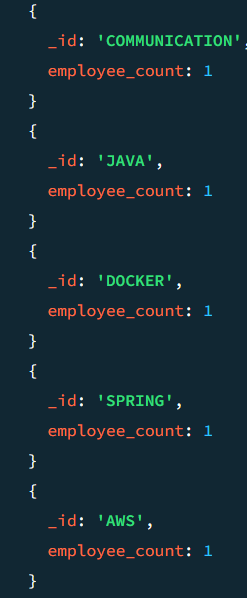 {
_id: 'COMMUNICATION',
employee_count: 1
}
{
_id: 'JAVA',
employee_count: 1
}
{
_id: 'DOCKER',
employee_count: 1
}
{
_id: 'SPRING',
employee_count: 1
}
{
_id: 'AWS',
employee_count: 1
}